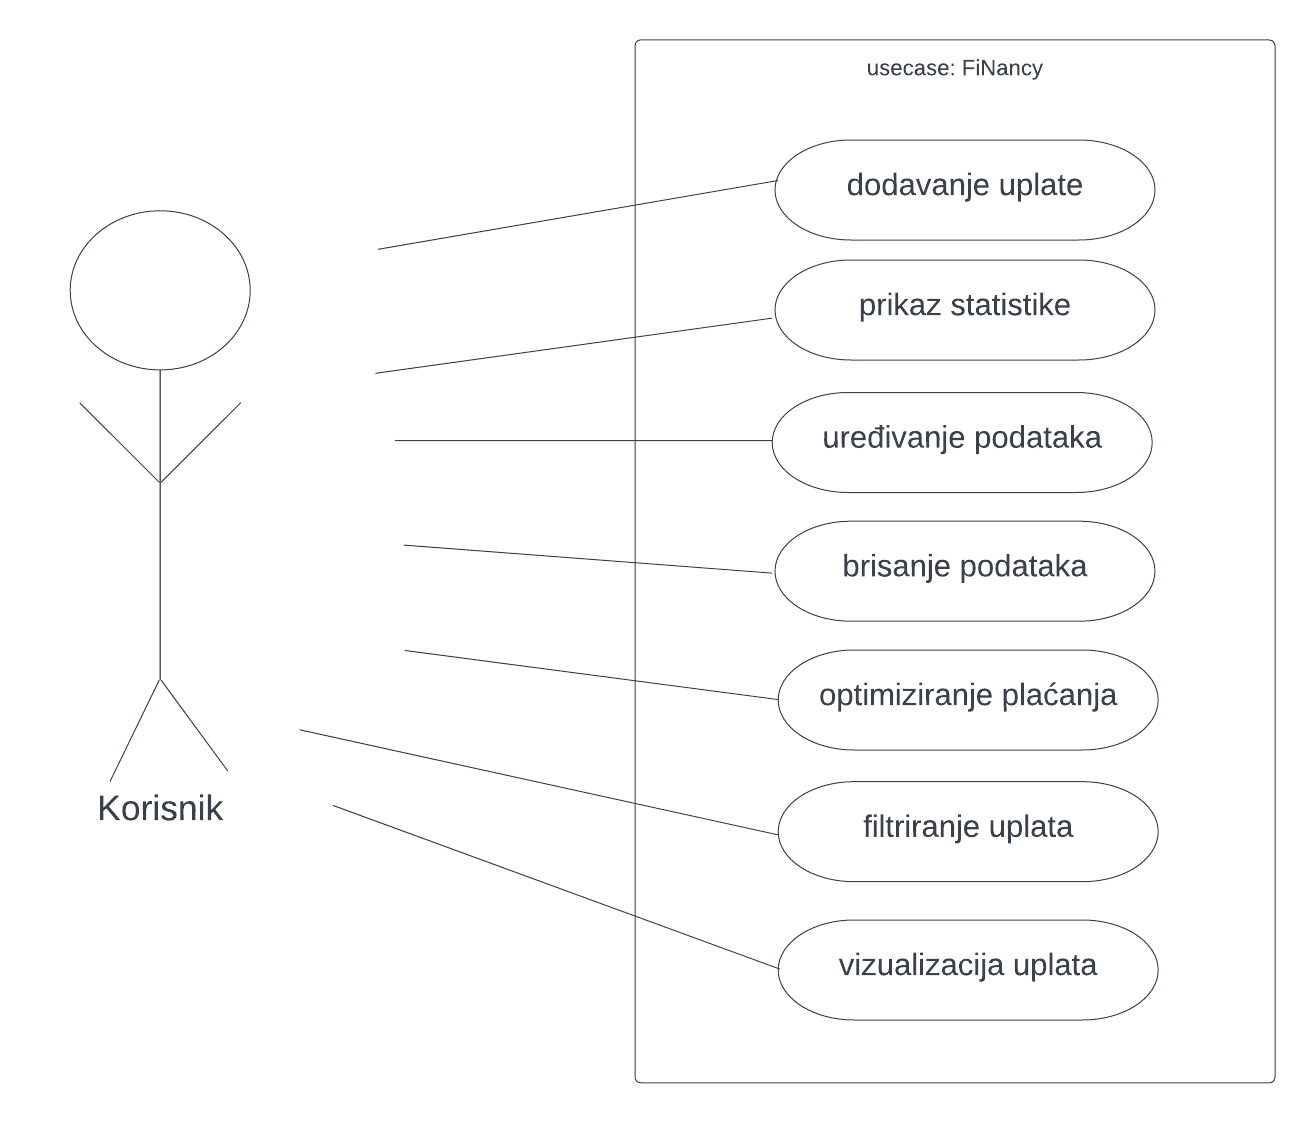 usecase: FiNancy
dodavanje uplate
prikaz statistike
uređivanje podataka
brisanje podataka
optimiziranje plaćanja
filtriranje uplata
vizualizacija uplata
Korisnik